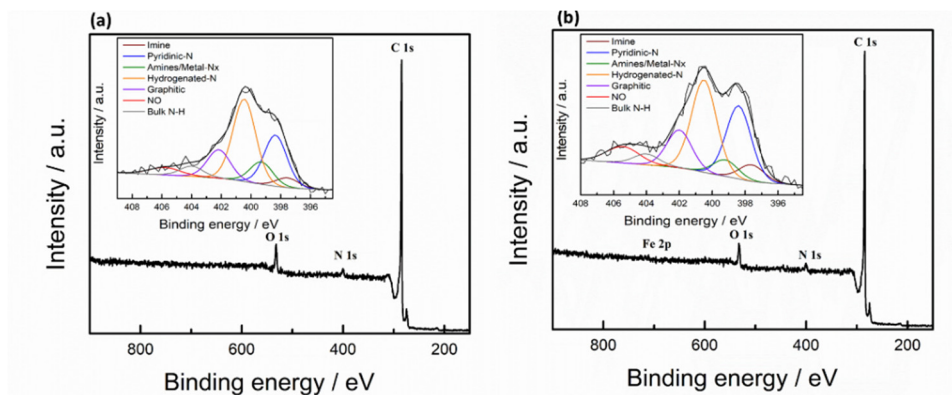 (a)
Imine
Pyridinic-N
Amines/Metal-Nx
Hydrogenated-N
Graphitic
NO
Bulk N-H
Intensity / a.u.
408 406 404 402 400 398 396
Binding energy / eV
C 1s
O 1s
N 1s
Intensity / a.u.
800 600 400 200
Binding energy / eV
(b)
Imine
Pyridinic-N
Amines/Metal-Nx
Hydrogenated-N
Graphitic
NO
Bulk N-H
Intensity / a.u.
408 406 404 402 400 398 396
Binding energy / eV
C 1s
Fe 2p
O 1s
N 1s
Intensity / a.u.
800 600 400 200
Binding energy / eV